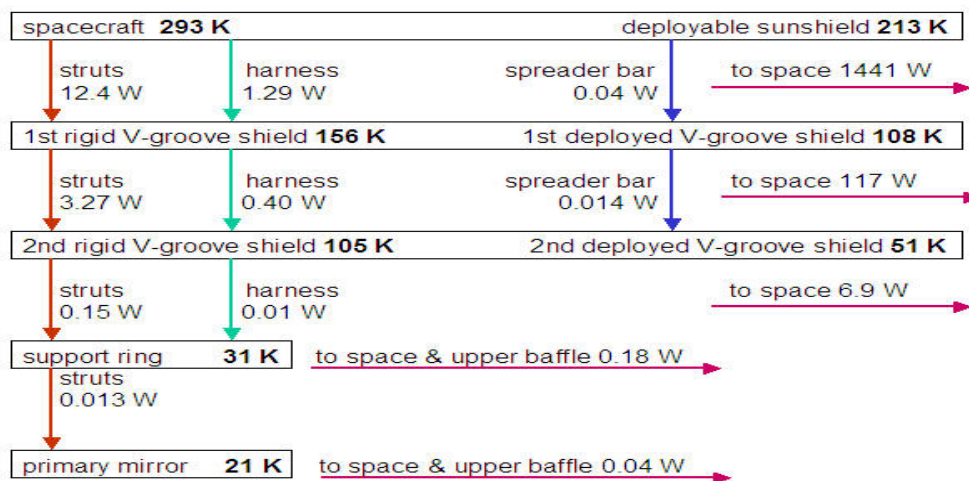 spacecraft 293 K deployable sunshield 213 K
struts harness spreader bar to space 1441 W
12.4 W 1.29 W 0.04 W
1st rigid V-groove shield 156 K 1st deployed V-groove shield 108 K
struts harness spreader bar to space 117 W
3.27 W 0.40 W 0.014 W
2nd rigid V-groove shield 105 K 2nd deployed V-groove shield 51 K
struts harness to space 6.9 W
0.15 W 0.01 W
support ring 31 K to space & upper baffle 0.18 W
struts
0.013 W
primary mirror 21 K to space & upper baffle 0.04 W